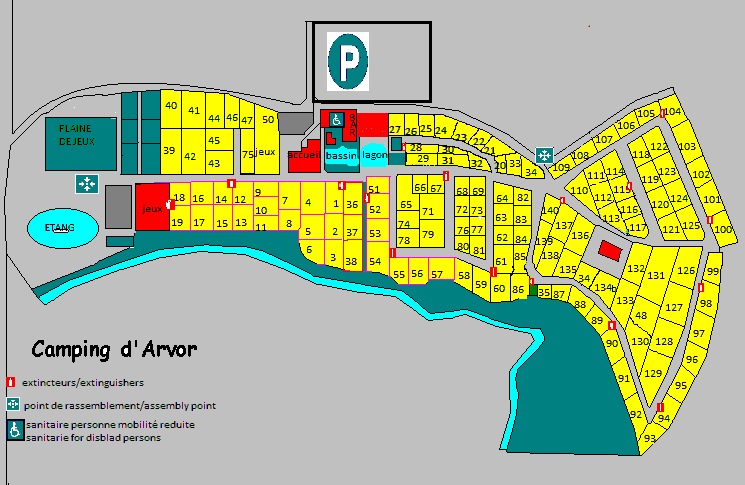 P
PLAINE
DEJEUX
ETANG
40 41 44 46 47 50
39 42 45 43 75 jeux
accueil
BAR
bassin
lagon
27 26 25 24 23 22 21
28 30
29 31 32 20 33 34
jeux
18 16 14 12 9 7 4 1 36 51
10 52
19 17 15 13 11 8 5 2 37 53
6 3 38 54
66 67
65 71
74 78 79
68 69
72 73
76 77
80 81
64 82
63 83
62 84
61 85
55 56 57 58 59 60 86 35 87 88 89 90 91 92 93
140 137 136
139 138 135 34 134b
132 131
133 48 126 127
130 128
129
109 108 107 106 105 104 103 102 101 100
110 111 112 113 114 115 116 117
118 123 119 122 120 121 124 125
99 98 97 96 95 94
Camping d'Arvor
extincteurs/extinguishers
point de rassemblement/assembly point
sanitaire personne mobilité reduite
sanitarie for disblad persons